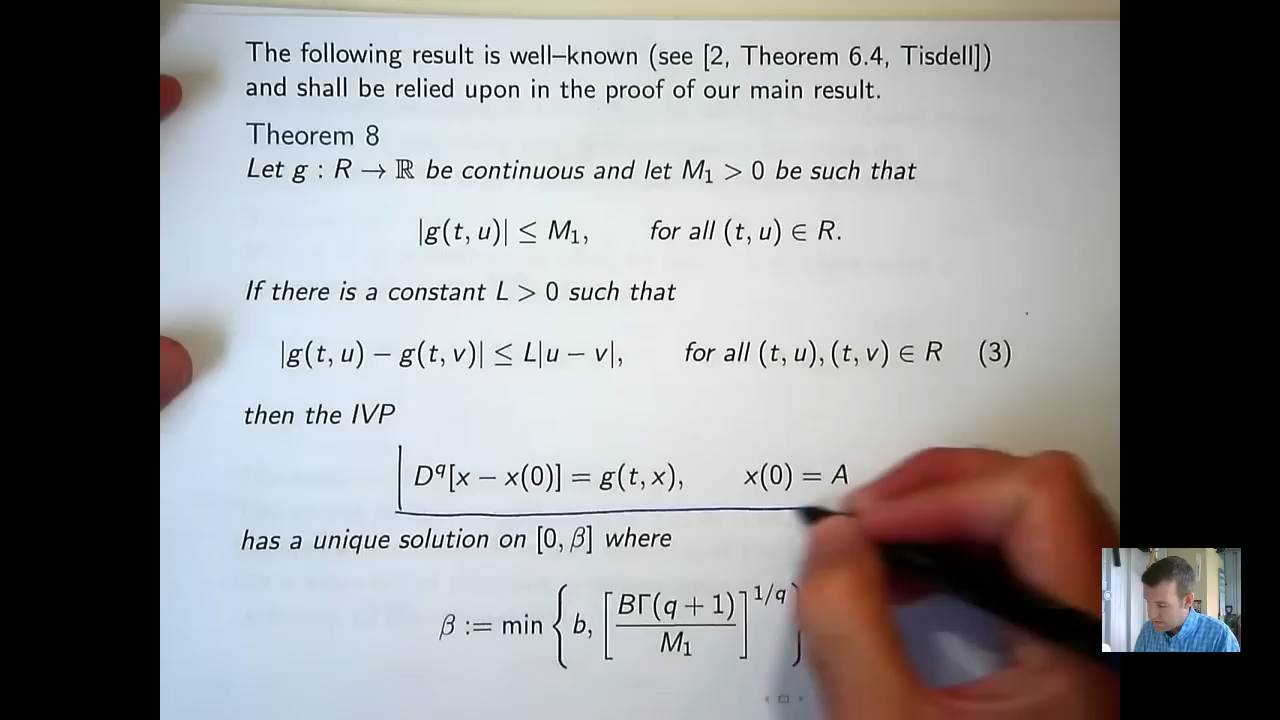 The following result is well–known (see [2, Theorem 6.4, Tisdell])
and shall be relied upon in the proof of our main result.
Theorem 8
Let g : R → ℝ be continuous and let M₁ > 0 be such that
|g(t, u)| ≤ M₁, for all (t, u) ∈ R.
If there is a constant L > 0 such that
|g(t, u) − g(t, v)| ≤ L|u − v|, for all (t, u), (t, v) ∈ R (3)
then the IVP
D^q[x − x(0)] = g(t, x), x(0) = A
has a unique solution on [0, β] where
β := min { b, [ BΓ(q + 1) / M₁ ]^{1/q} }